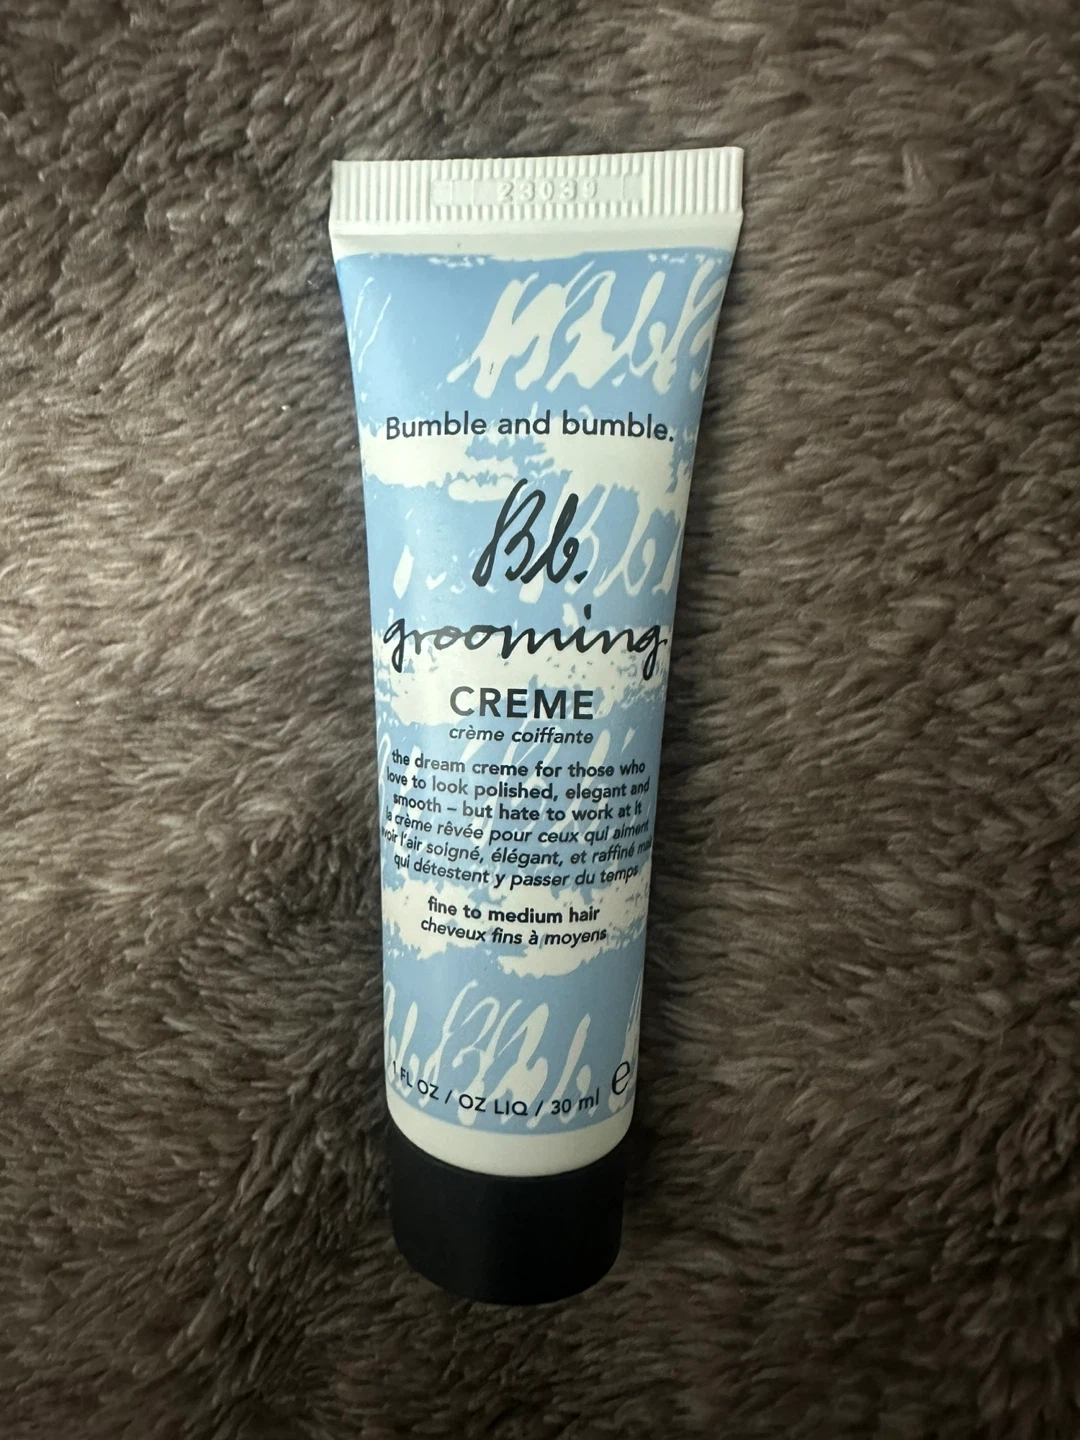 23039
Bumble and bumble.
Bb.
grooming
CREME
crème coiffante
the dream creme for those who
love to look polished, elegant and
smooth – but hate to work at it
la crème rêvée pour ceux qui aiment
avoir l'air soigné, élégant, et raffiné
qui détestent y passer du temps
fine to medium hair
cheveux fins à moyens
1 FL OZ / OZ LIQ / 30 ml e